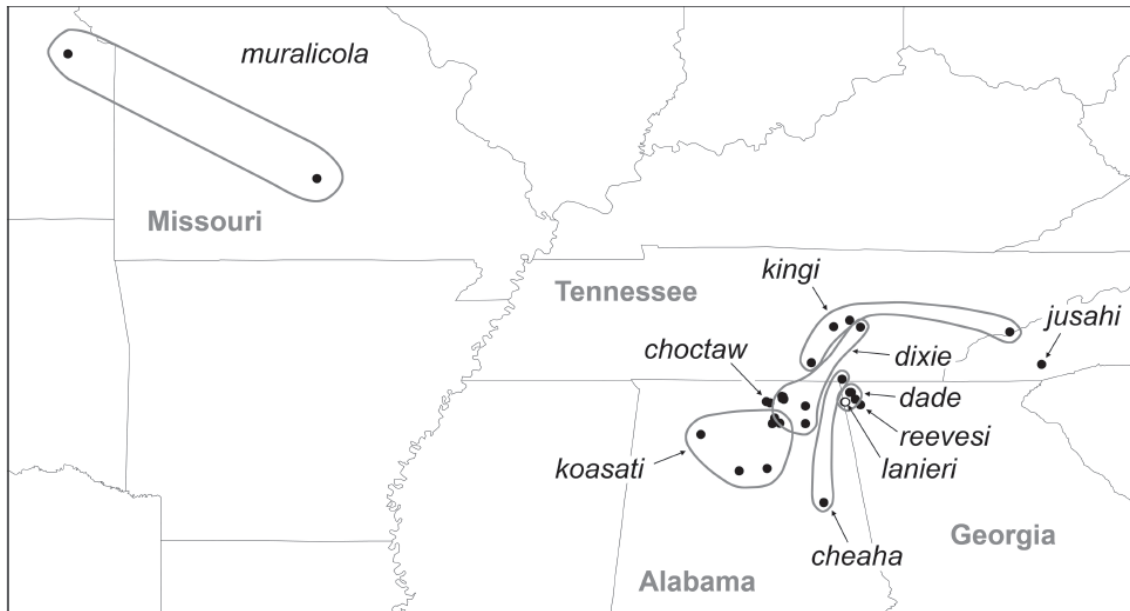 muralicola
Missouri
kingi
Tennessee
jusahi
choctaw
dixie
dade
reevesi
koasati
lanieri
Georgia
cheaha
Alabama